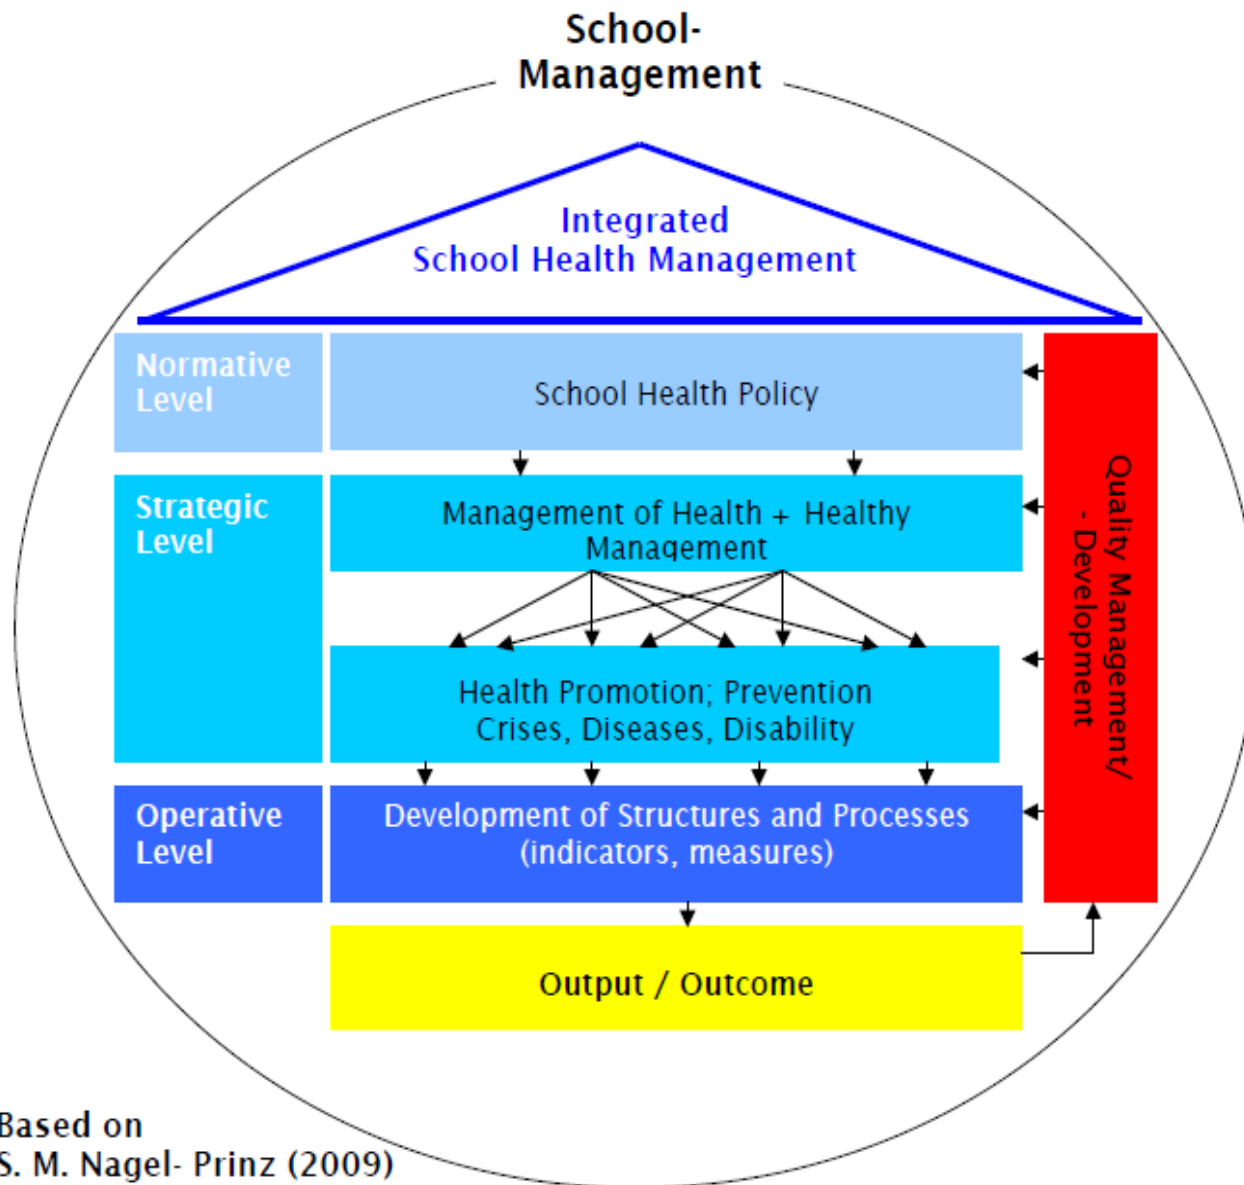 School-
Management
Integrated
School Health Management
Normative
Level
School Health Policy
Strategic
Level
Management of Health + Healthy
Management
Health Promotion; Prevention
Crises, Diseases, Disability
Operative
Level
Development of Structures and Processes
(indicators, measures)
Output / Outcome
Quality Management/
- Development
Based on
S. M. Nagel- Prinz (2009)